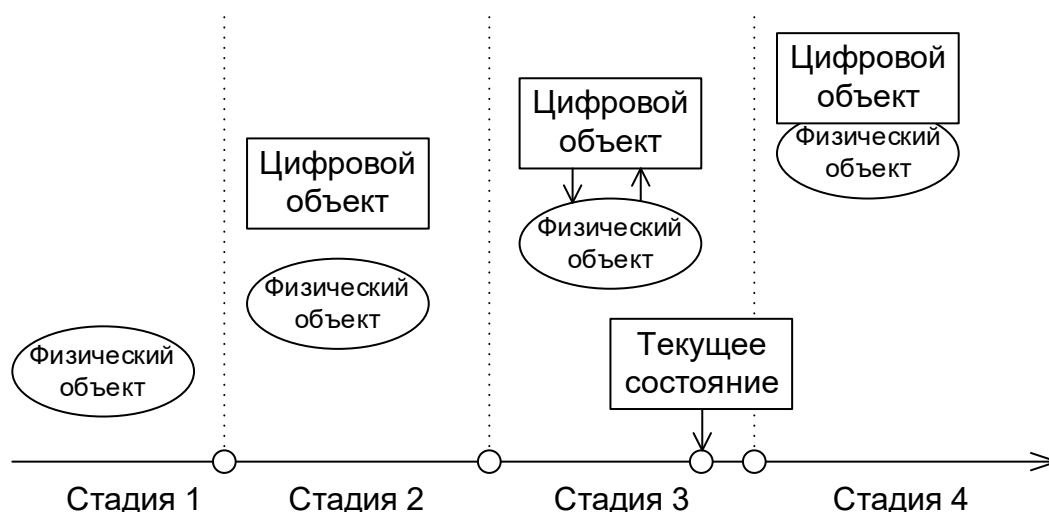 Физический
объект
Цифровой
объект
Физический
объект
Цифровой
объект
Физический
объект
Цифровой
объект
Физический
объект
Текущее
состояние
Стадия 1
Стадия 2
Стадия 3
Стадия 4